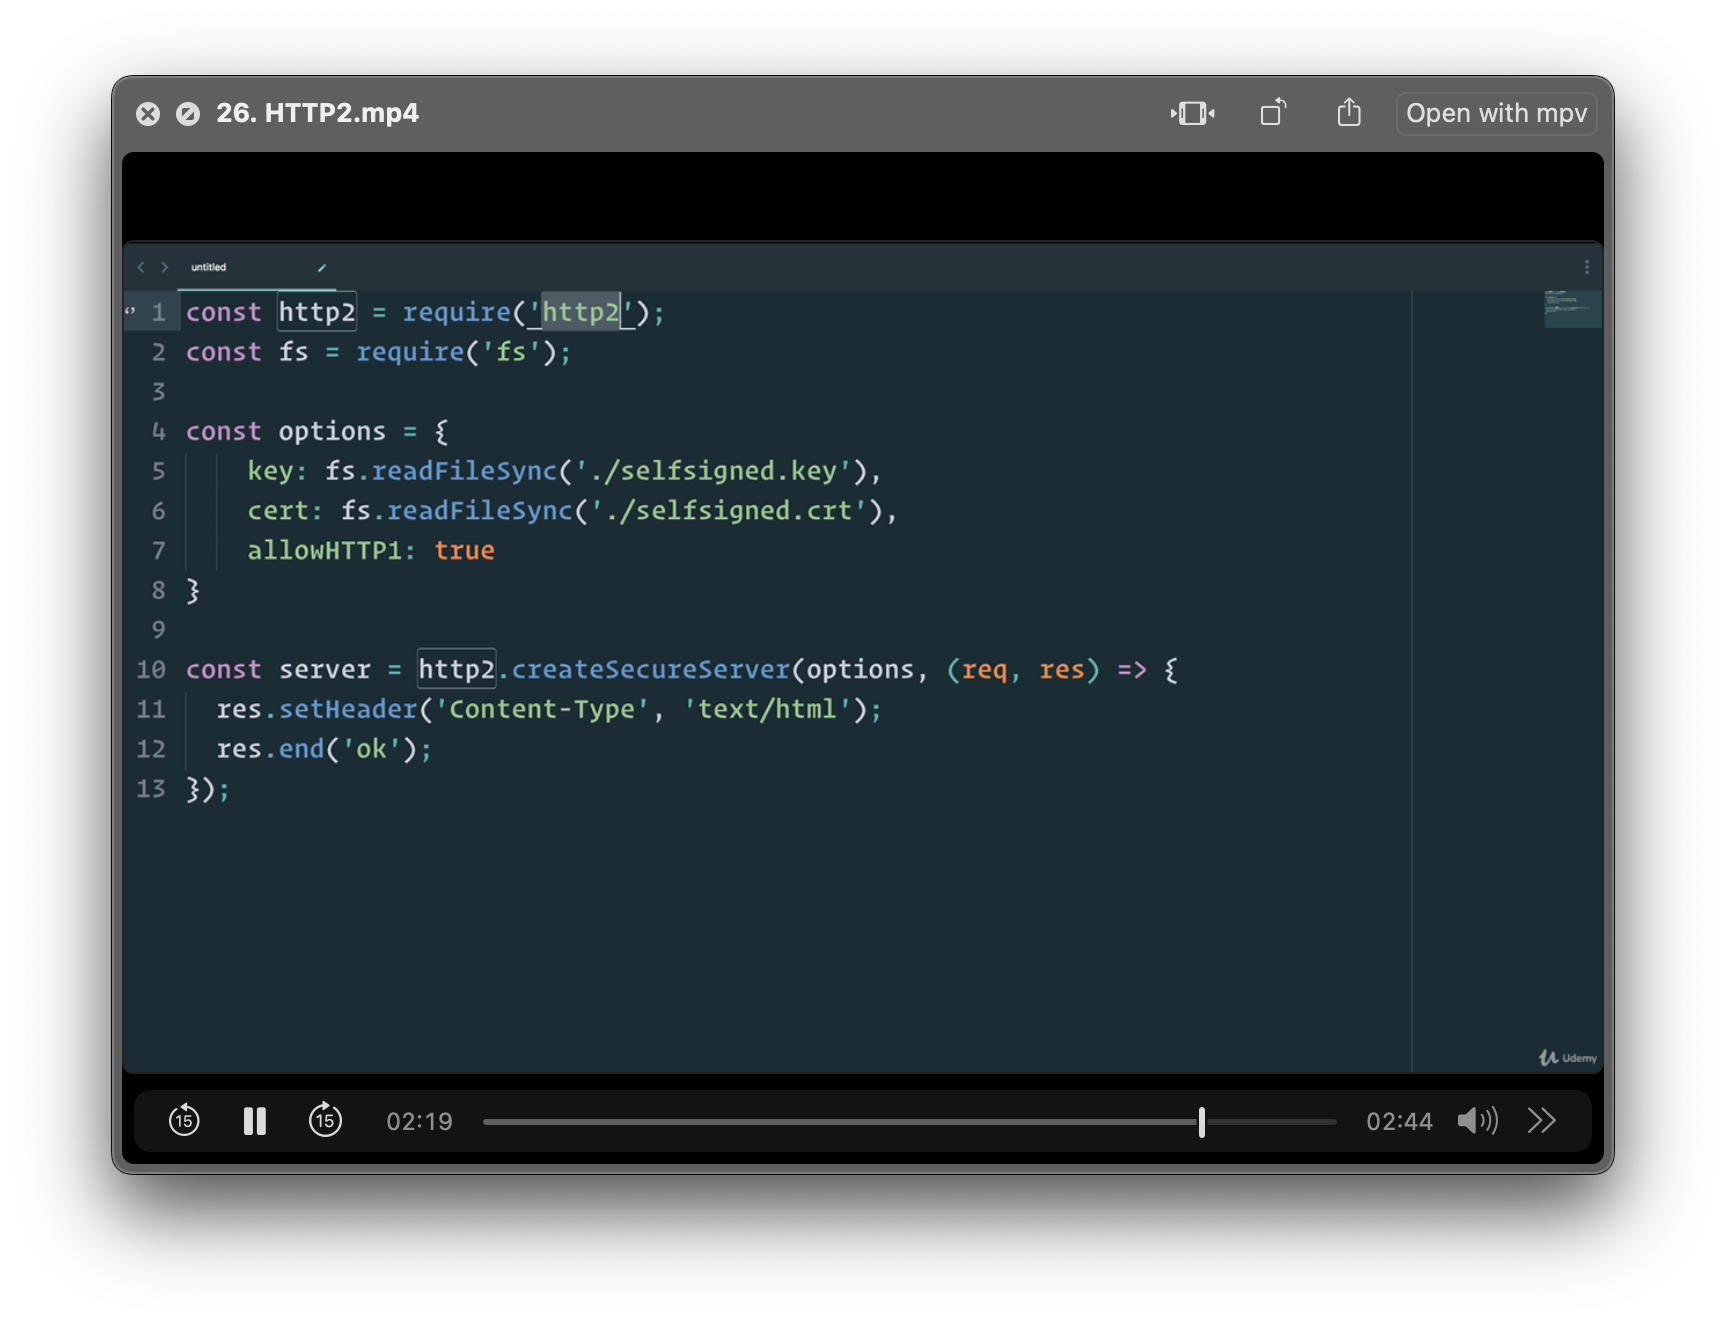 26. HTTP2.mp4
Open with mpv
untitled
1 const http2 = require('http2');
2 const fs = require('fs');
3
4 const options = {
5     key: fs.readFileSync('./selfsigned.key'),
6     cert: fs.readFileSync('./selfsigned.crt'),
7     allowHTTP1: true
8 }
9
10 const server = http2.createSecureServer(options, (req, res) => {
11   res.setHeader('Content-Type', 'text/html');
12   res.end('ok');
13 });
Udemy
15 15 02:19 02:44